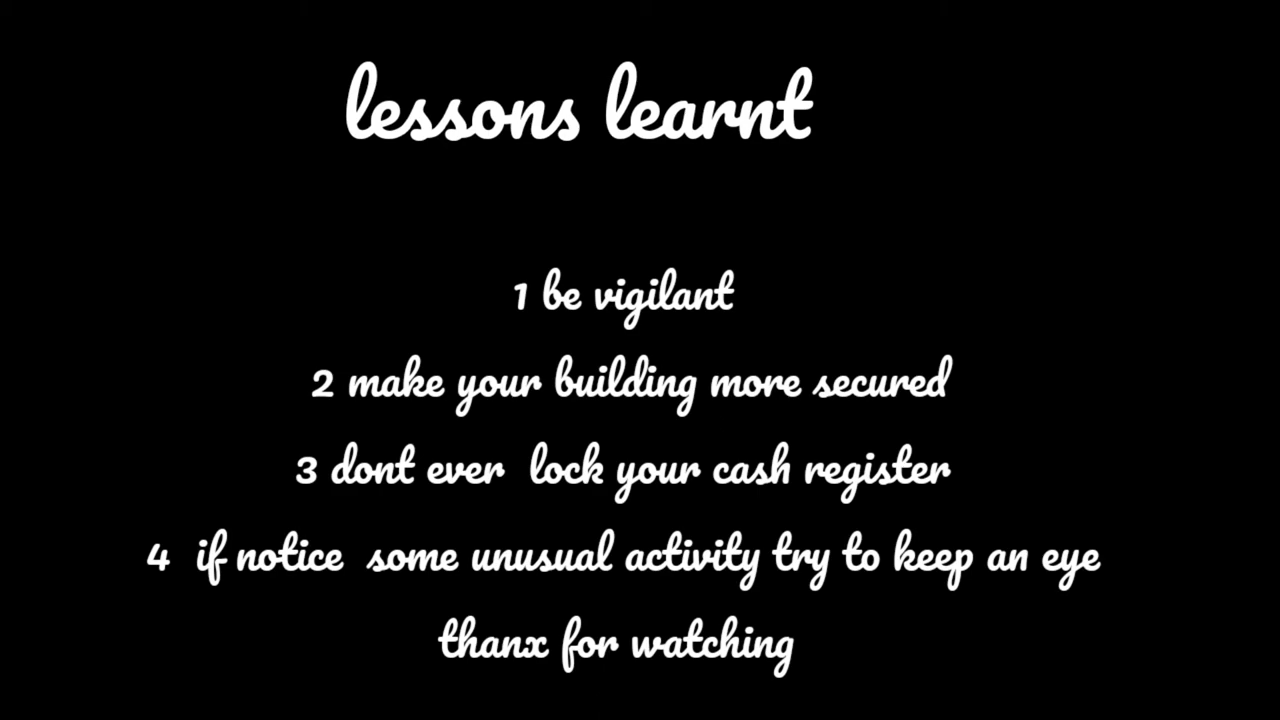 lessons learnt
1 be vigilant
2 make your building more secured
3 dont ever lock your cash register
4 if notice some unusual activity try to keep an eye
thanx for watching